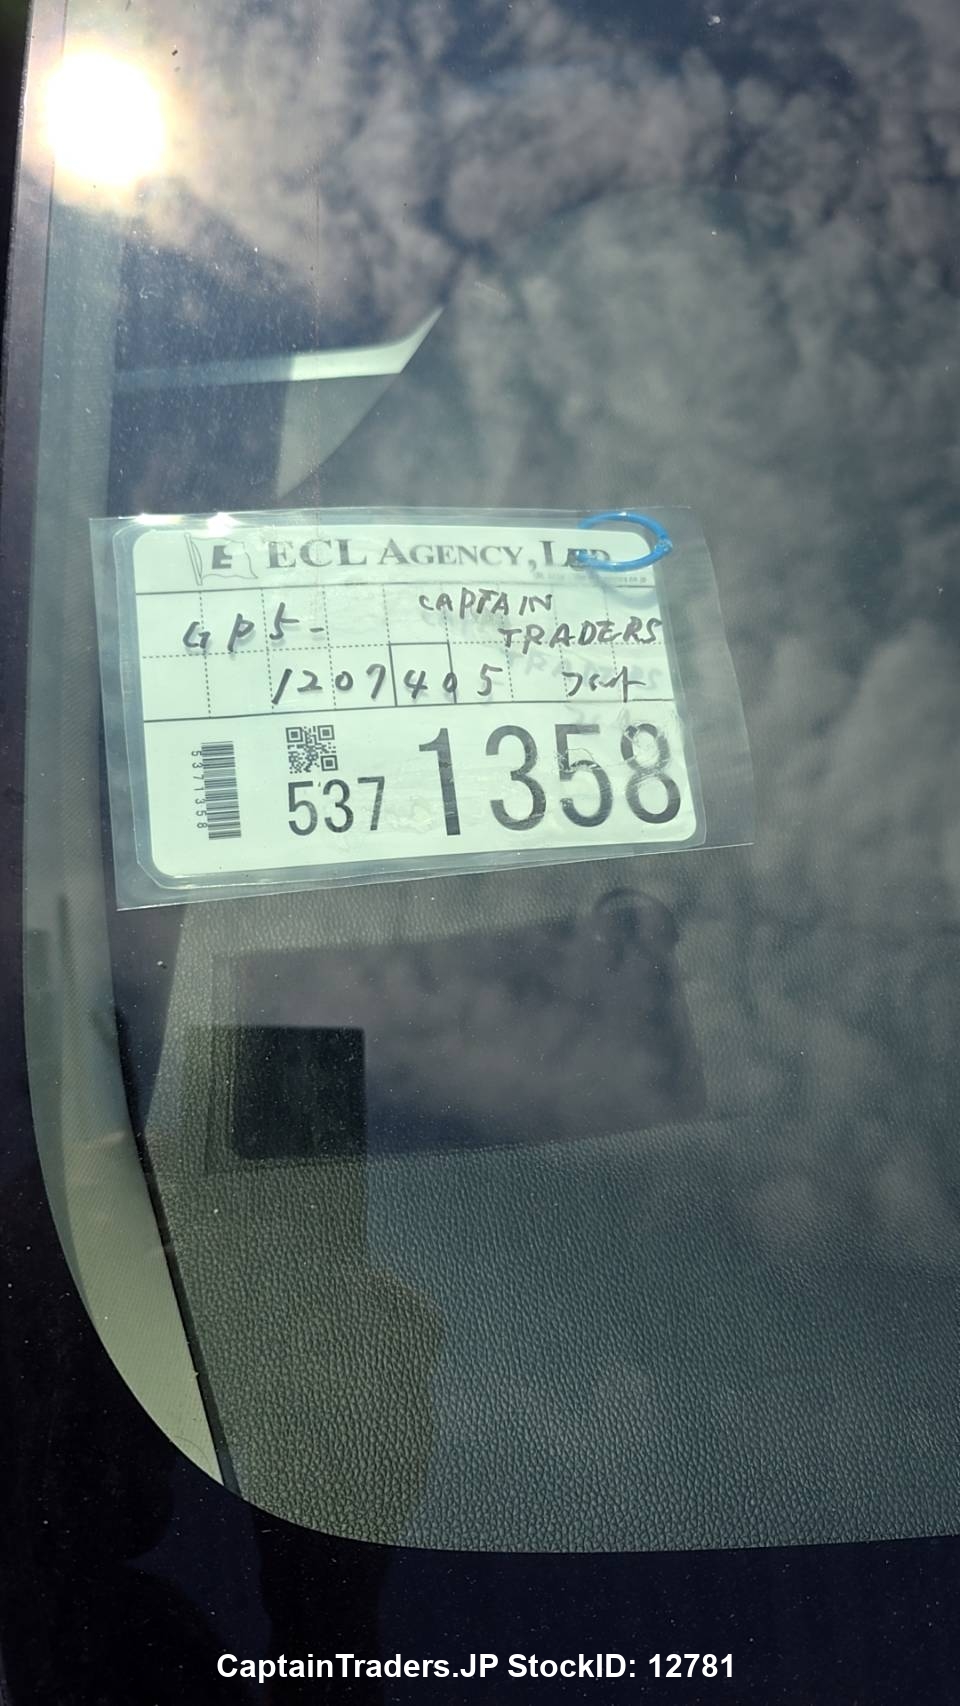 E ECL AGENCY, LTD.
GP5-
CAPTAIN
TRADERS
1207405 フィット
5371358
537 1358
CaptainTraders.JP StockID: 12781